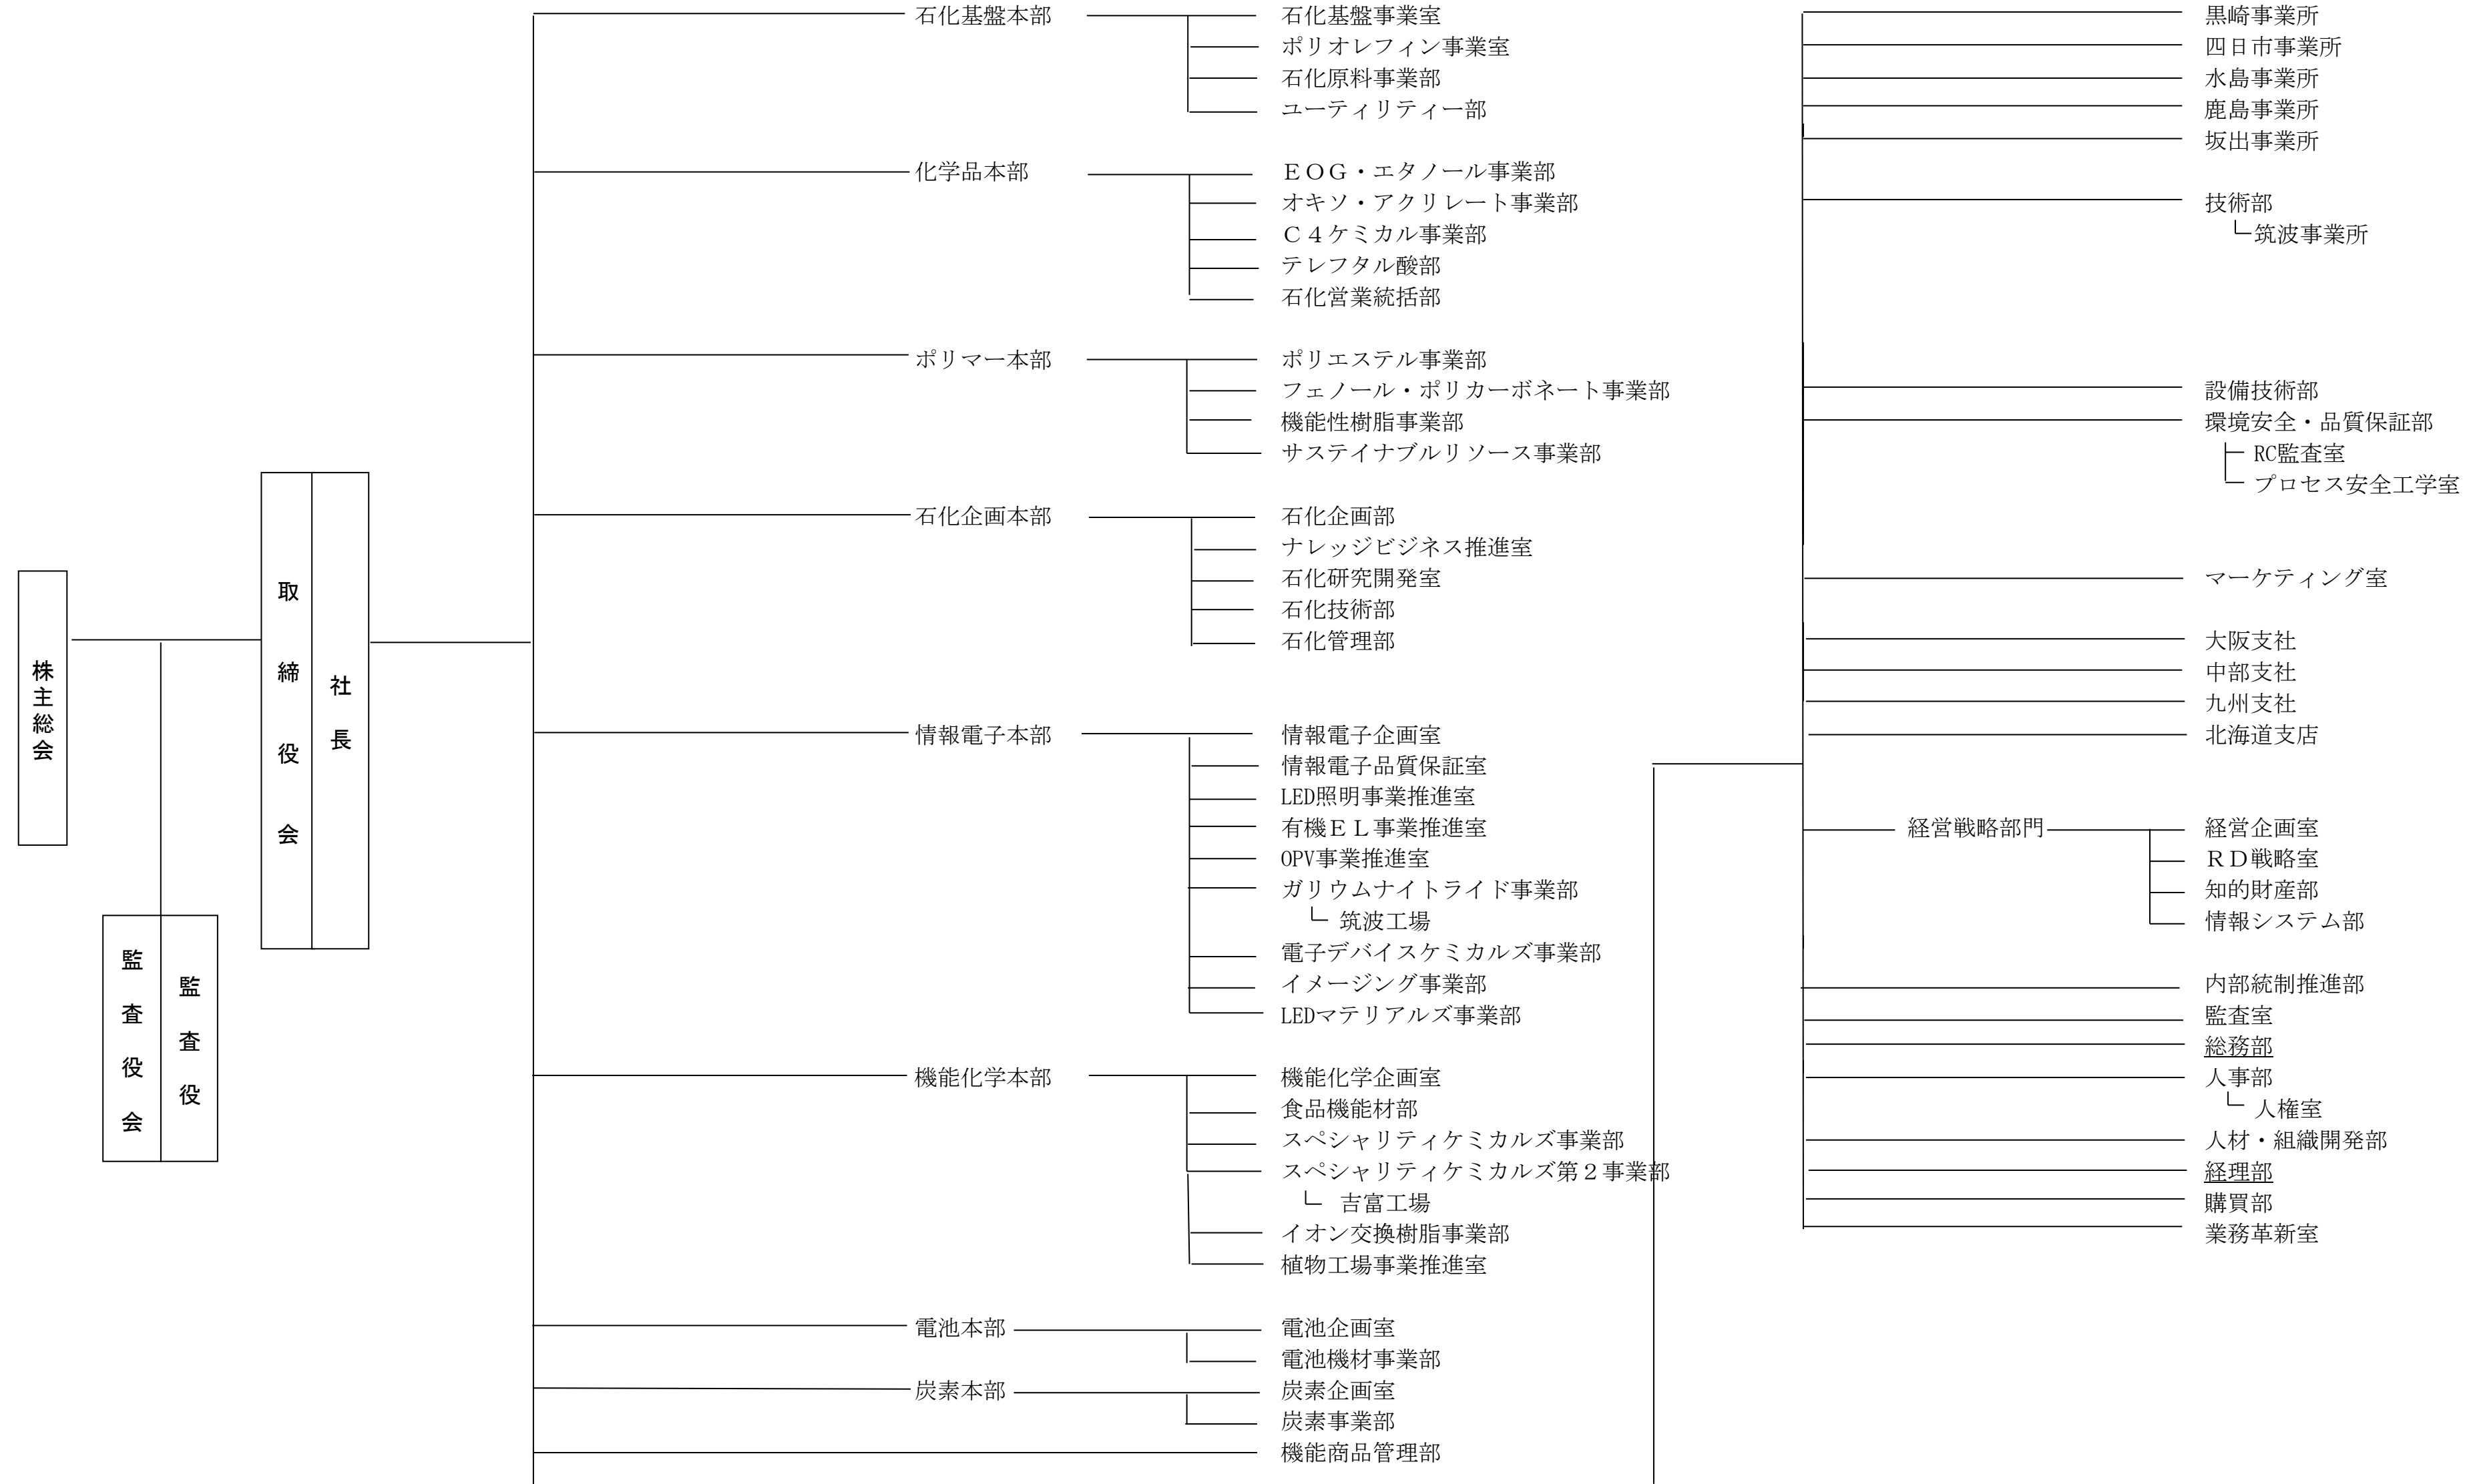 株主総会
取締役会
社長
監査役会
監査役
石化基盤本部
石化基盤事業室
ポリオレフィン事業室
石化原料事業部
ユーティリティー部
化学品本部
ＥＯＧ・エタノール事業部
オキソ・アクリレート事業部
Ｃ４ケミカル事業部
テレフタル酸部
石化営業統括部
ポリマー本部
ポリエステル事業部
フェノール・ポリカーボネート事業部
機能性樹脂事業部
サステイナブルリソース事業部
石化企画本部
石化企画部
ナレッジビジネス推進室
石化研究開発室
石化技術部
石化管理部
情報電子本部
情報電子企画室
情報電子品質保証室
LED照明事業推進室
有機ＥＬ事業推進室
OPV事業推進室
ガリウムナイトライド事業部
筑波工場
電子デバイスケミカルズ事業部
イメージング事業部
LEDマテリアルズ事業部
機能化学本部
機能化学企画室
食品機能材部
スペシャリティケミカルズ事業部
スペシャリティケミカルズ第２事業部
吉富工場
イオン交換樹脂事業部
植物工場事業推進室
電池本部
電池企画室
電池機材事業部
炭素本部
炭素企画室
炭素事業部
機能商品管理部
黒崎事業所
四日市事業所
水島事業所
鹿島事業所
坂出事業所
技術部
筑波事業所
設備技術部
環境安全・品質保証部
RC監査室
プロセス安全工学室
マーケティング室
大阪支社
中部支社
九州支社
北海道支店
経営戦略部門
経営企画室
ＲＤ戦略室
知的財産部
情報システム部
内部統制推進部
監査室
総務部
人事部
人権室
人材・組織開発部
経理部
購買部
業務革新室